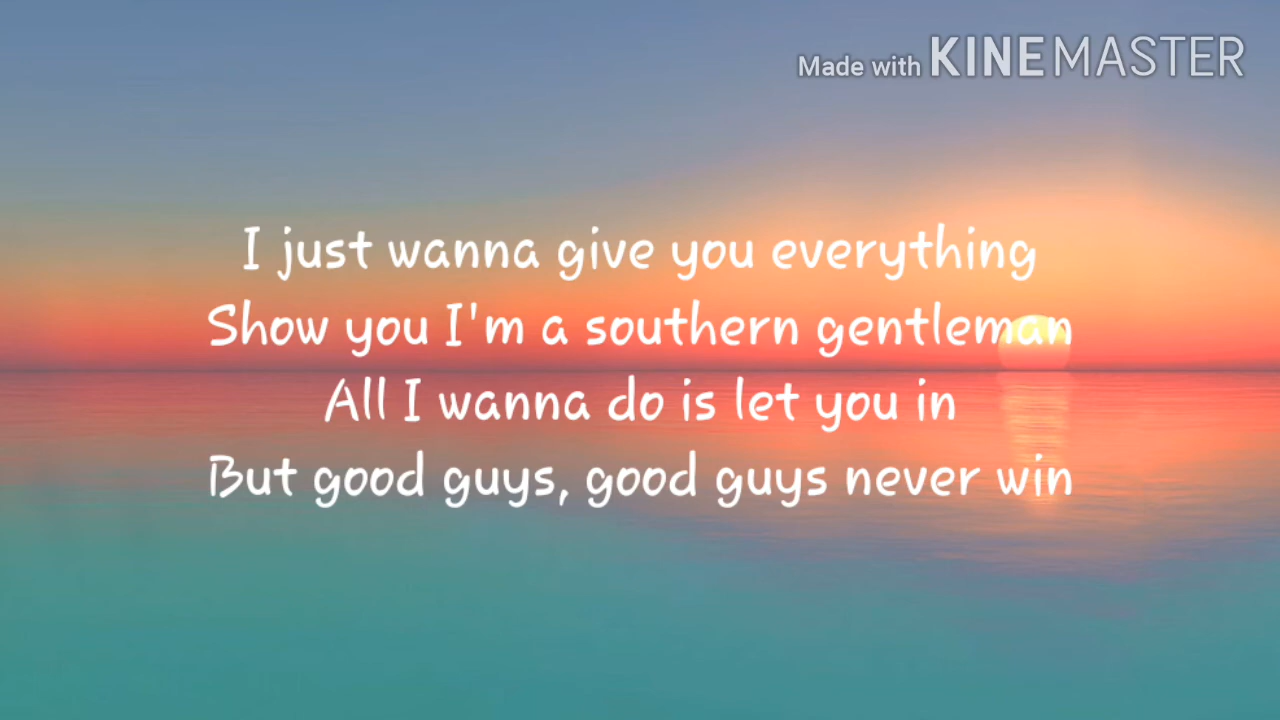 Made with KINEMASTER
I just wanna give you everything
Show you I'm a southern gentleman
All I wanna do is let you in
But good guys, good guys never win